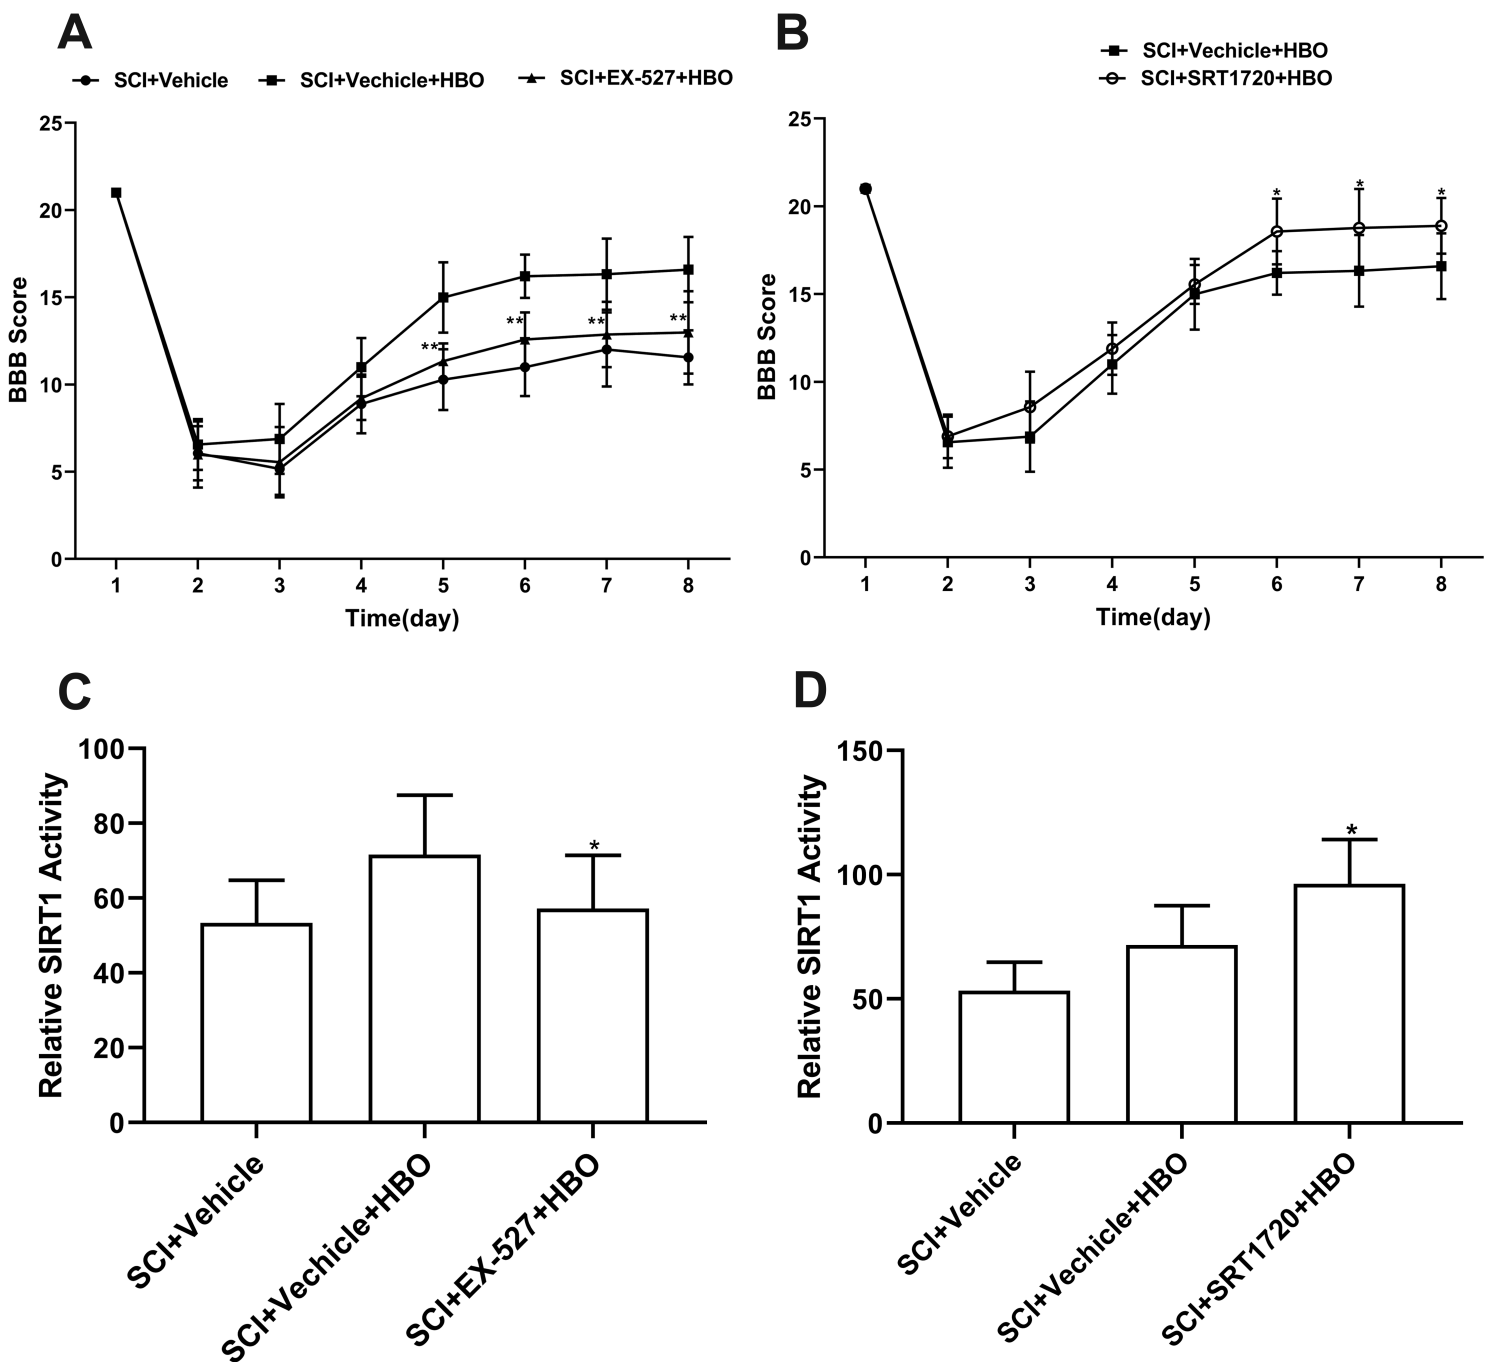 A
SCI+Vehicle SCI+Vechicle+HBO SCI+EX-527+HBO
25
20
15
10
5
0
BBB Score
1 2 3 4 5 6 7 8
Time(day)
** ** ** **
B
SCI+Vechicle+HBO
SCI+SRT1720+HBO
25
20
15
10
5
0
BBB Score
1 2 3 4 5 6 7 8
Time(day)
* * *
C
100
80
60
40
20
0
Relative SIRT1 Activity
*
SCI+Vehicle
SCI+Vechicle+HBO
SCI+EX-527+HBO
D
150
100
50
0
Relative SIRT1 Activity
*
SCI+Vehicle
SCI+Vechicle+HBO
SCI+SRT1720+HBO